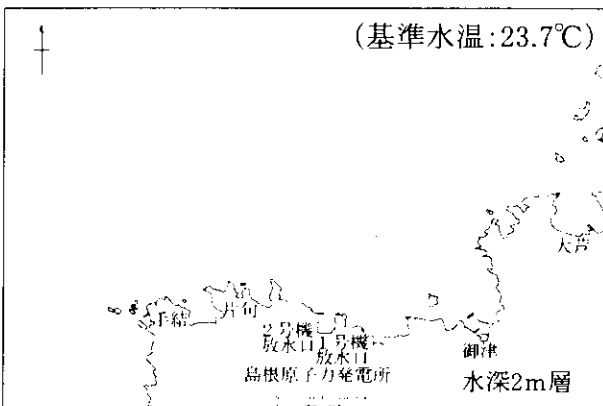 (基準水温:23.7℃)
大芦
手結
片句
2号機
放水口
1号機
放水口
御津
島根原子力発電所
水深2m層